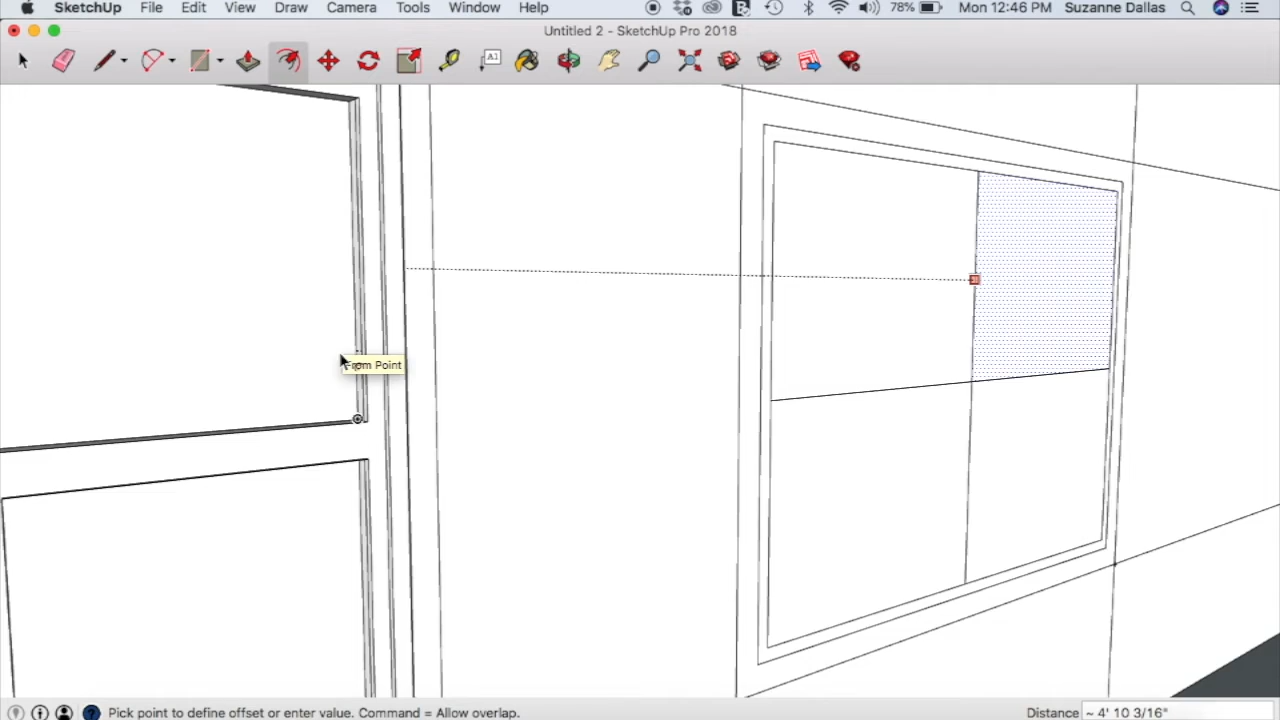 SketchUp File Edit View Draw Camera Tools Window Help 78% Mon 12:46 PM Suzanne Dallas
Untitled 2 - SketchUp Pro 2018
A1
From Point
Pick point to define offset or enter value. Command = Allow overlap. Distance ~ 4' 10 3/16"